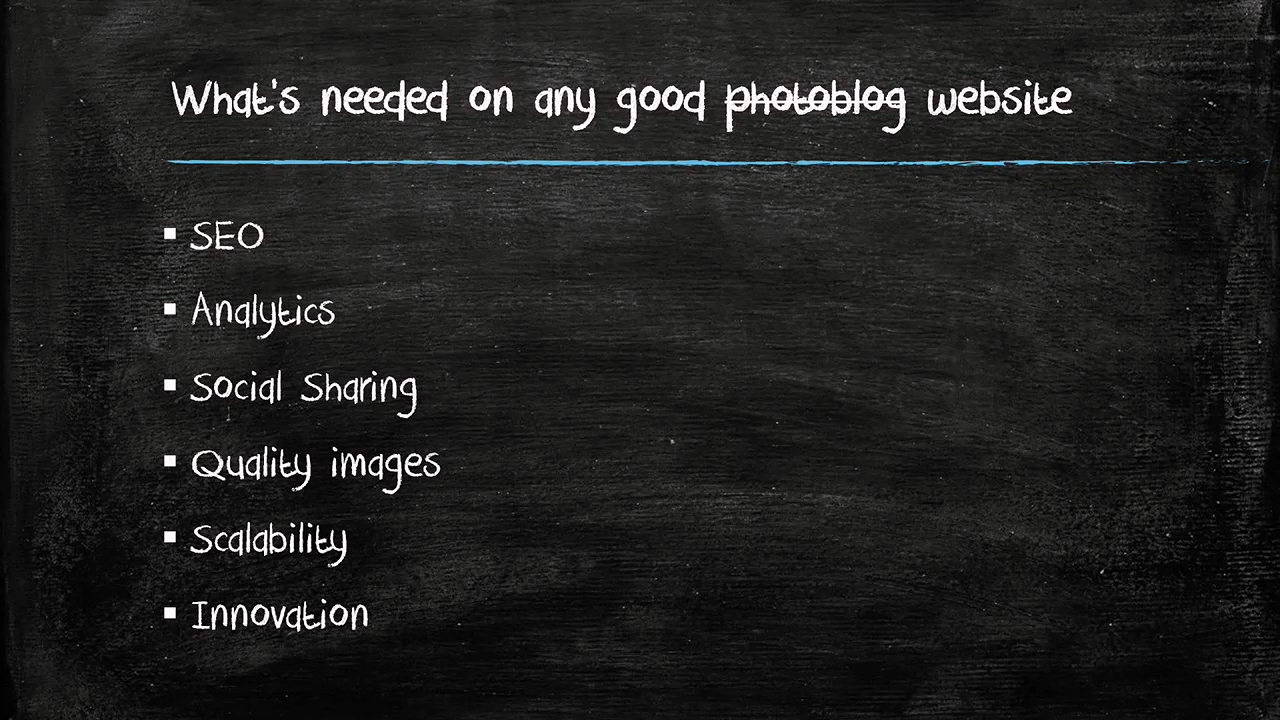 What's needed on any good photoblog website
SEO
Analytics
Social Sharing
Quality images
Scalability
Innovation